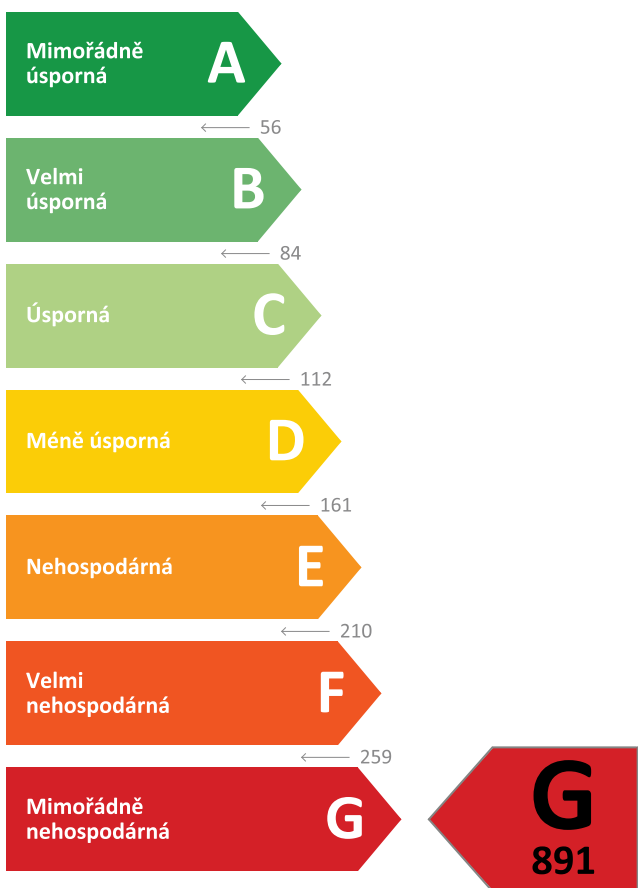 Mimořádně
úsporná
A
56
Velmi
úsporná
B
84
Úsporná
C
112
Méně úsporná
D
161
Nehospodárná
E
210
Velmi
nehospodárná
F
259
Mimořádně
nehospodárná
G
G
891